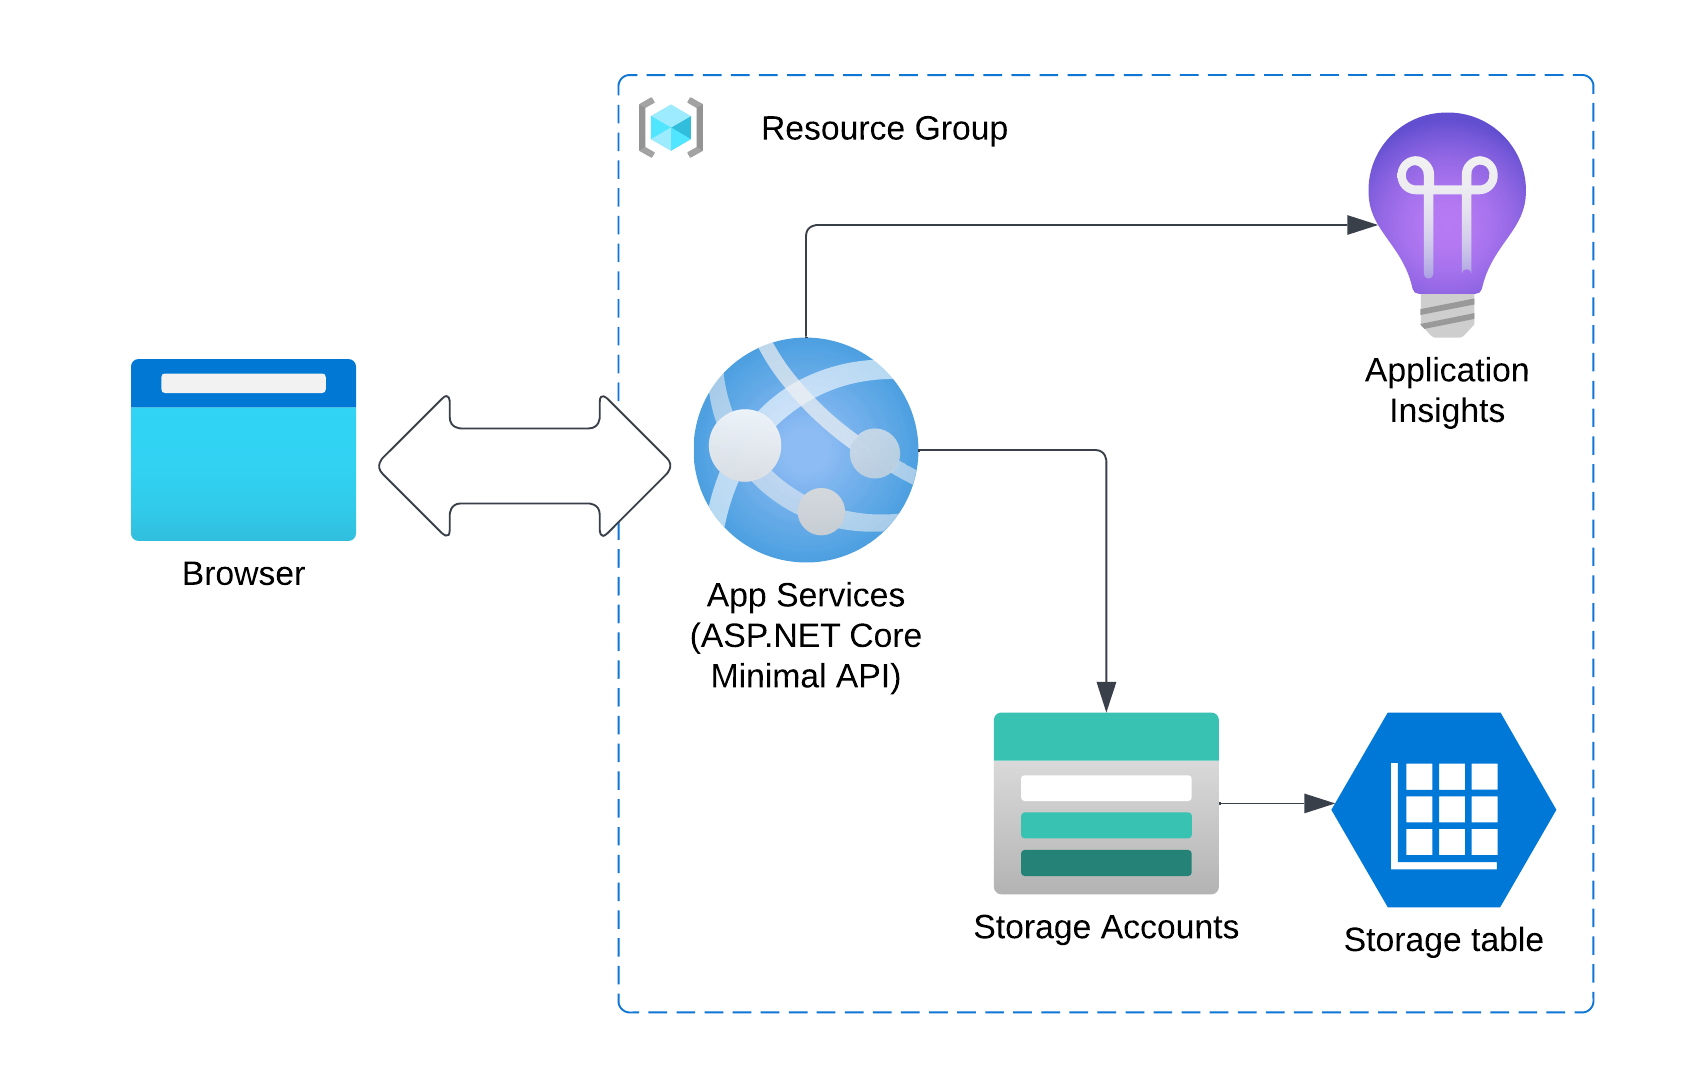 Resource Group
Application
Insights
Browser
App Services
(ASP.NET Core
Minimal API)
Storage Accounts
Storage table